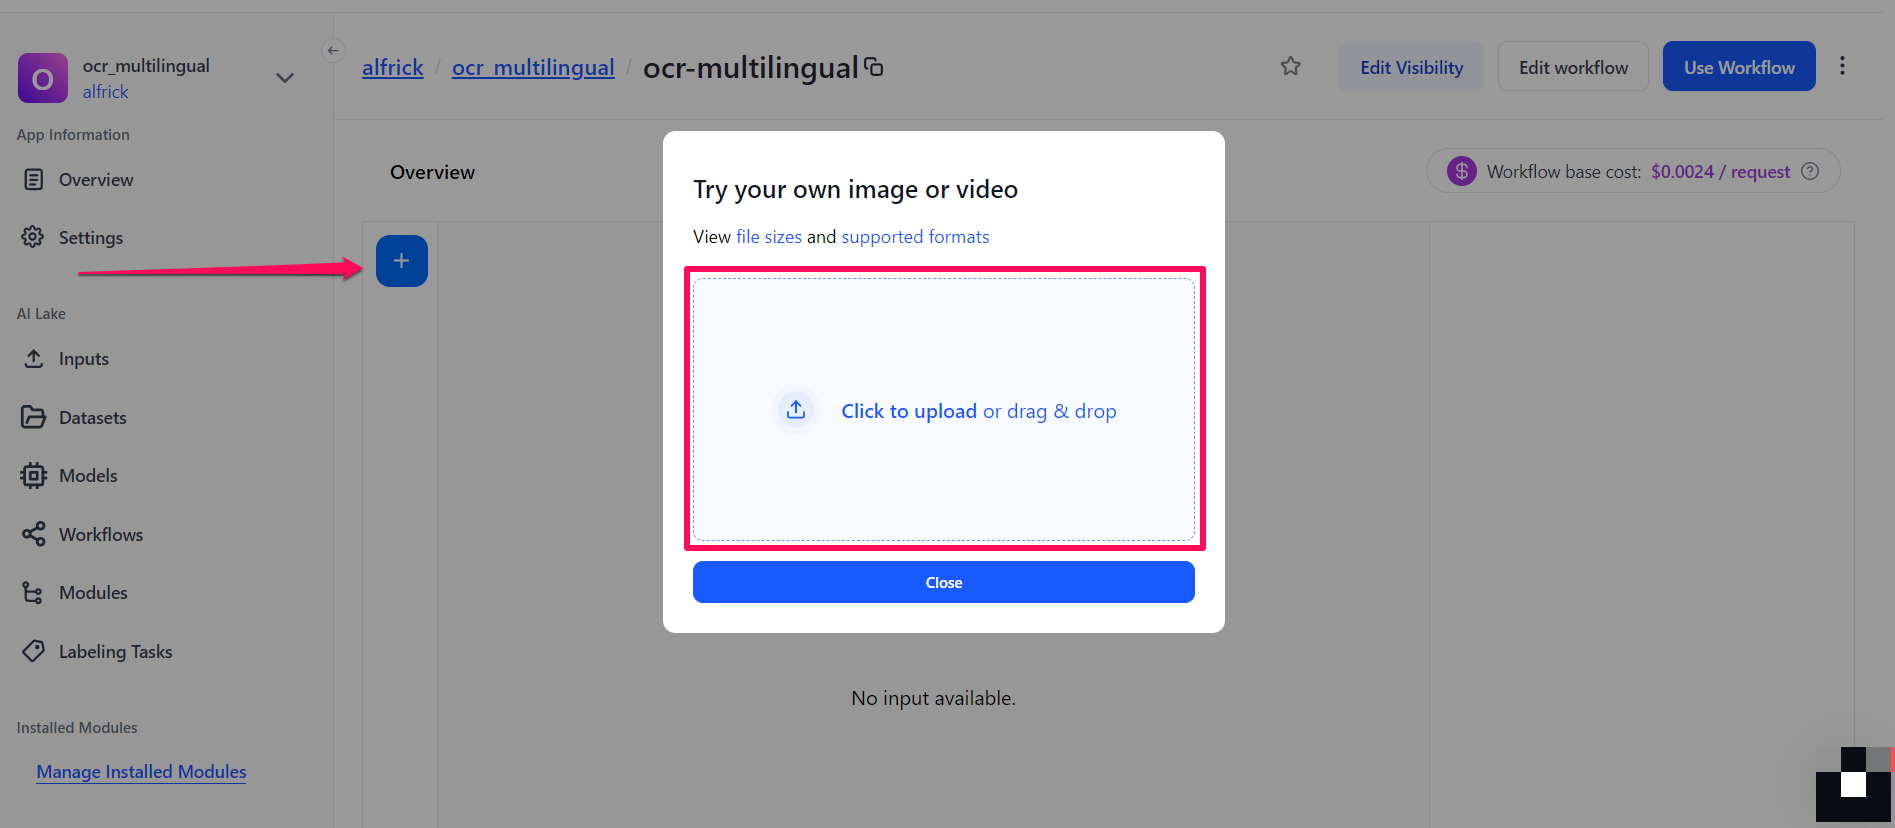 O
ocr_multilingual
alfrick
App Information
Overview
Settings
AI Lake
Inputs
Datasets
Models
Workflows
Modules
Labeling Tasks
Installed Modules
Manage Installed Modules
alfrick / ocr_multilingual / ocr-multilingual
Edit Visibility
Edit workflow
Use Workflow
Overview
$ Workflow base cost: $0.0024 / request ?
+
Try your own image or video
View file sizes and supported formats
Click to upload or drag & drop
Close
No input available.